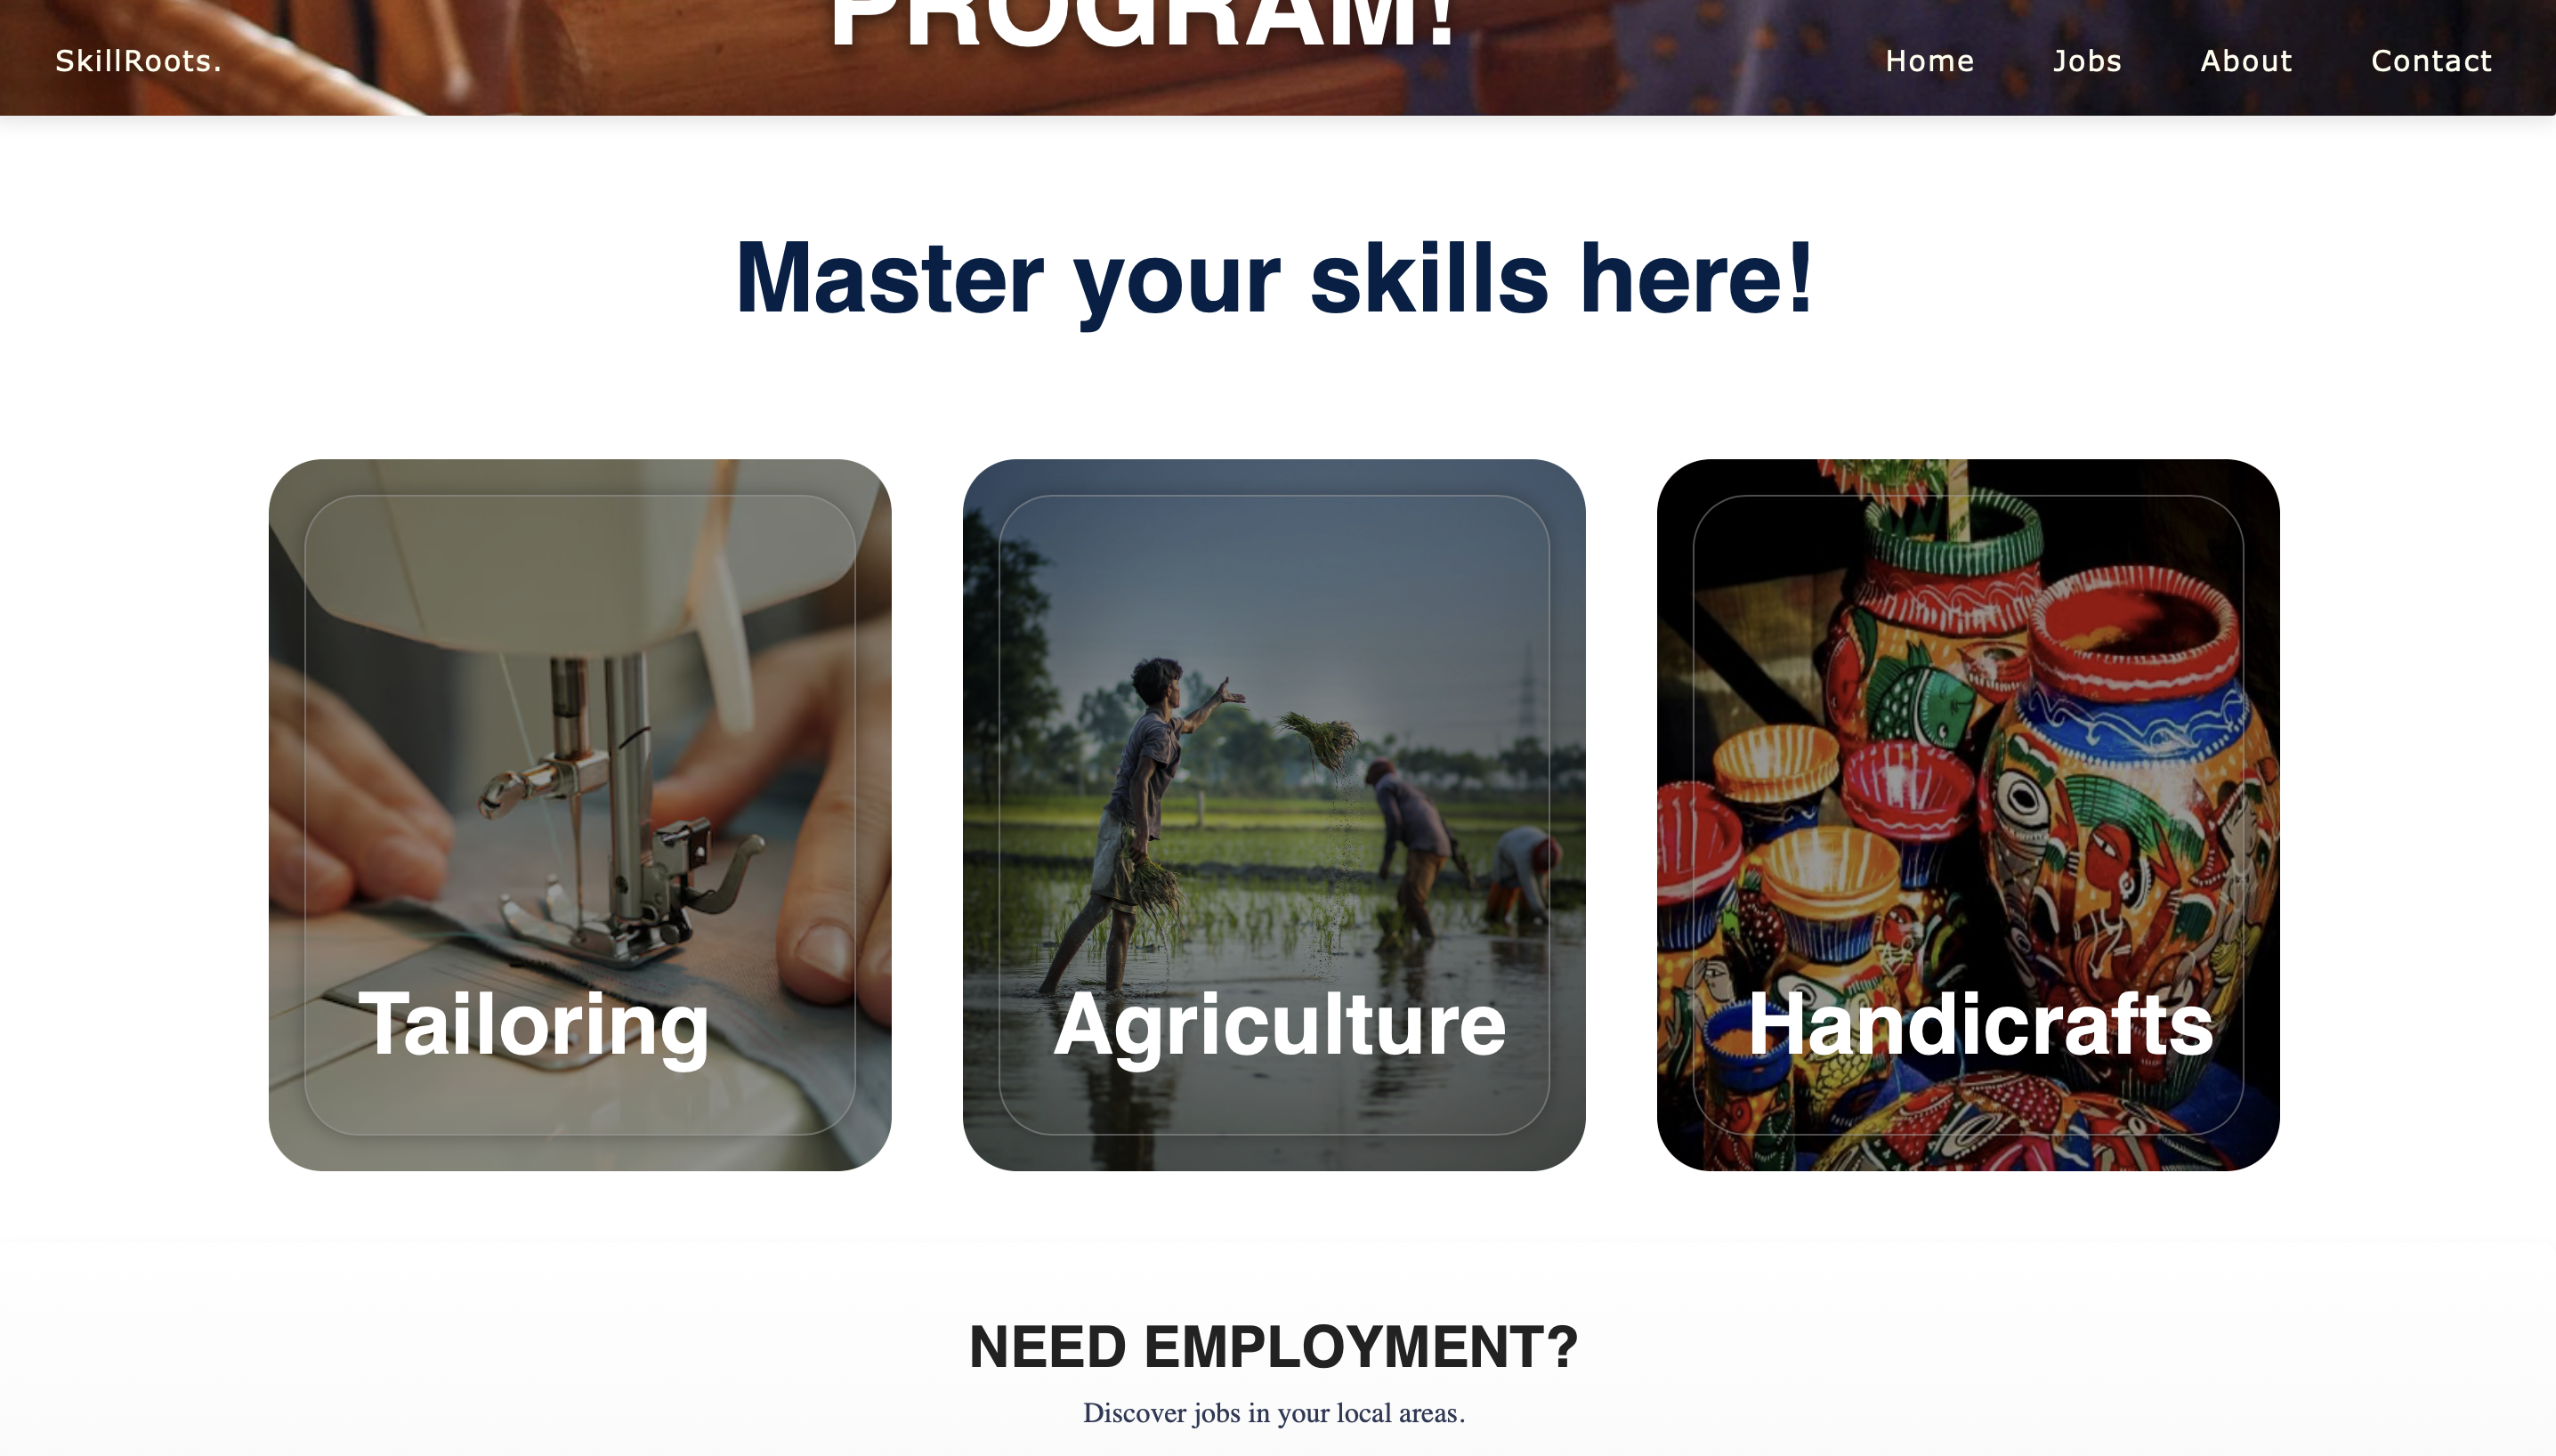 PROGRAM!
SkillRoots.
Home Jobs About Contact
Master your skills here!
Tailoring
Agriculture
Handicrafts
NEED EMPLOYMENT?
Discover jobs in your local areas.